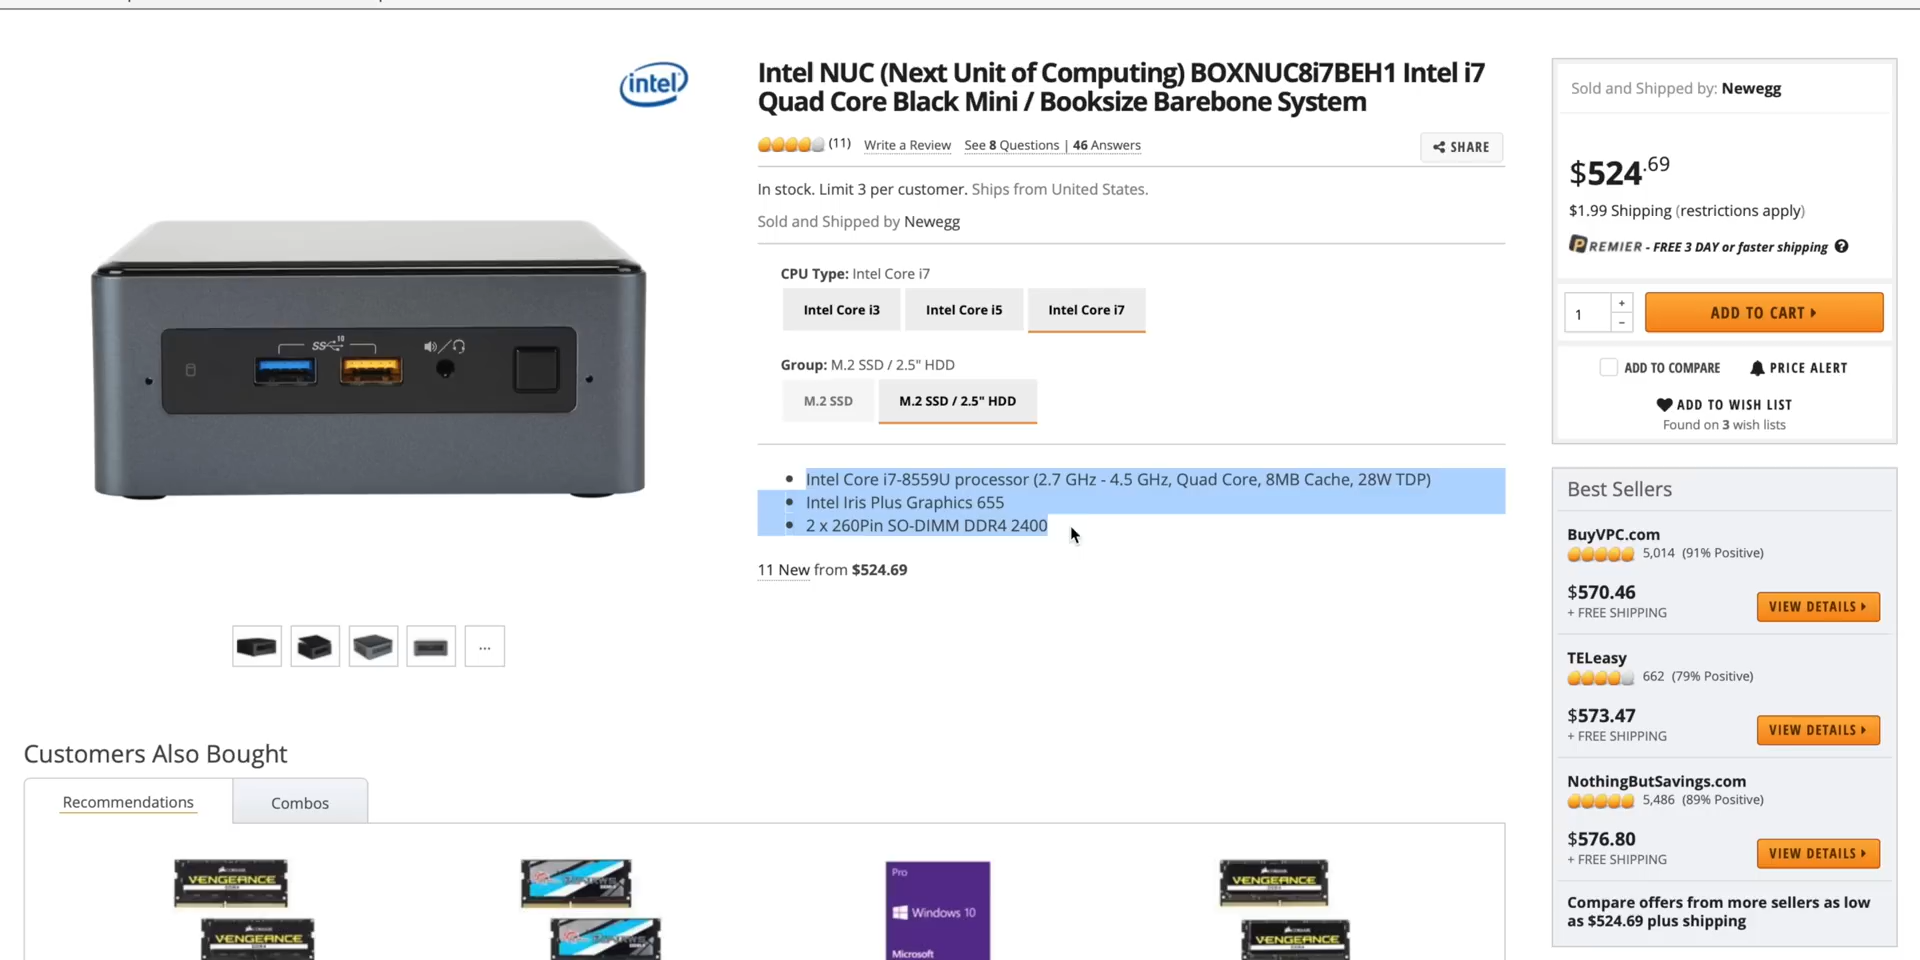 intel
Intel NUC (Next Unit of Computing) BOXNUC8i7BEH1 Intel i7
Quad Core Black Mini / Booksize Barebone System
(11) Write a Review See 8 Questions | 46 Answers
SHARE
In stock. Limit 3 per customer. Ships from United States.
Sold and Shipped by Newegg
CPU Type: Intel Core i7
Intel Core i3 Intel Core i5 Intel Core i7
Group: M.2 SSD / 2.5" HDD
M.2 SSD M.2 SSD / 2.5" HDD
Intel Core i7-8559U processor (2.7 GHz - 4.5 GHz, Quad Core, 8MB Cache, 28W TDP)
Intel Iris Plus Graphics 655
2 x 260Pin SO-DIMM DDR4 2400
11 New from $524.69
SS 10
...
Sold and Shipped by: Newegg
$524.69
$1.99 Shipping (restrictions apply)
PREMIER - FREE 3 DAY or faster shipping ?
1 + -
ADD TO CART
ADD TO COMPARE PRICE ALERT
ADD TO WISH LIST
Found on 3 wish lists
Best Sellers
BuyVPC.com
5,014 (91% Positive)
$570.46
+ FREE SHIPPING
VIEW DETAILS
TELeasy
662 (79% Positive)
$573.47
+ FREE SHIPPING
VIEW DETAILS
NothingButSavings.com
5,486 (89% Positive)
$576.80
+ FREE SHIPPING
VIEW DETAILS
Compare offers from more sellers as low
as $524.69 plus shipping
Customers Also Bought
Recommendations Combos
VENGEANCE
VENGEANCE
Pro
Windows 10
Microsoft
VENGEANCE
VENGEANCE